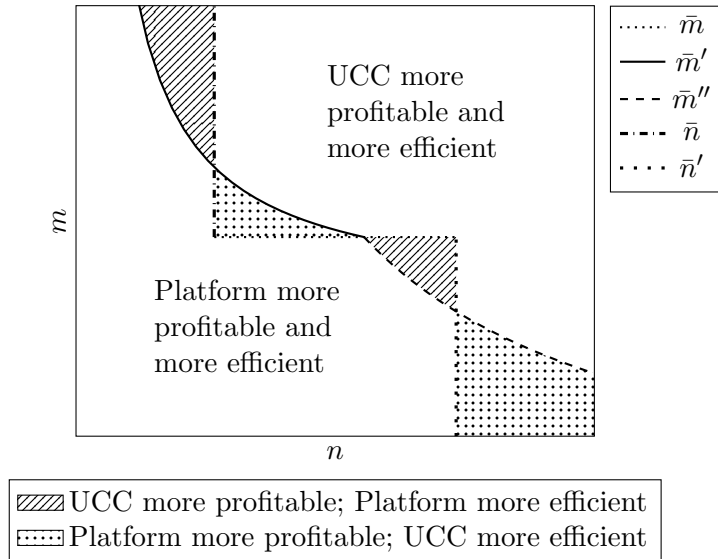 m̄
m̄′
m̄″
n̄
n̄′
UCC more
profitable and
more efficient
m
Platform more
profitable and
more efficient
n
UCC more profitable; Platform more efficient
Platform more profitable; UCC more efficient